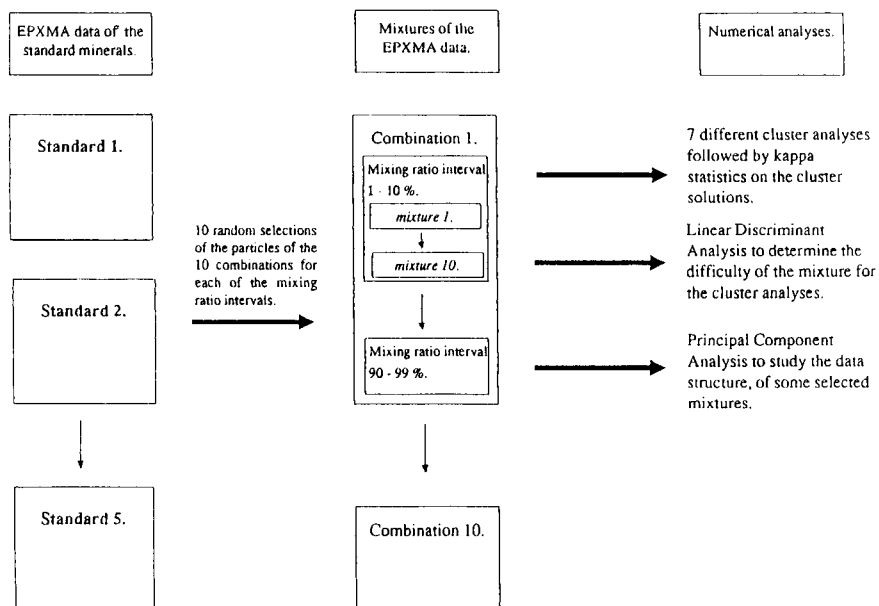 EPXMA data of the
standard minerals.
Mixtures of the
EPXMA data.
Numerical analyses.
Standard 1.
Standard 2.
Standard 5.
10 random selections
of the particles of the
10 combinations for
each of the mixing
ratio intervals.
Combination 1.
Mixing ratio interval
1 - 10 %.
mixture 1.
mixture 10.
Mixing ratio interval
90 - 99 %.
Combination 10.
7 different cluster analyses
followed by kappa
statistics on the cluster
solutions.
Linear Discriminant
Analysis to determine the
difficulty of the mixture for
the cluster analyses.
Principal Component
Analysis to study the data
structure, of some selected
mixtures.